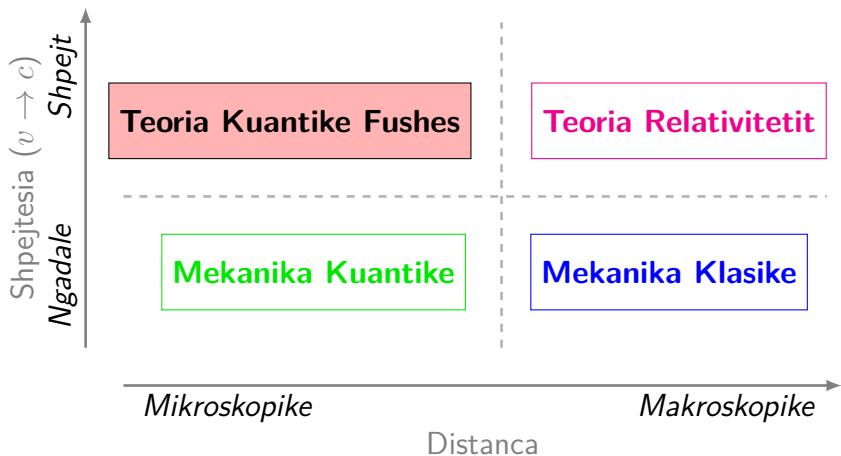 Shpejtesia (v → c)
Shpejt
Ngadale
Teoria Kuantike Fushes
Teoria Relativitetit
Mekanika Kuantike
Mekanika Klasike
Mikroskopike
Makroskopike
Distanca